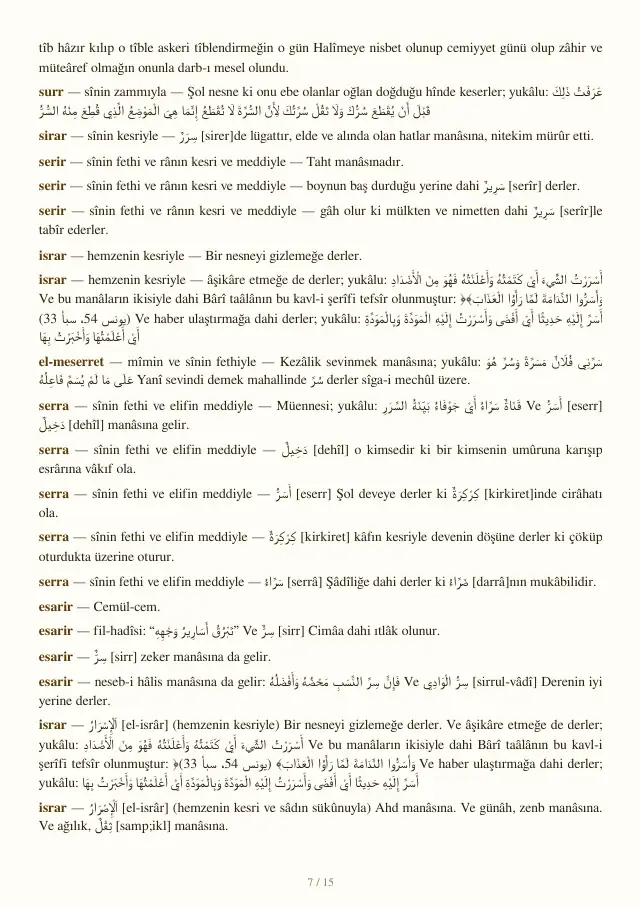 tîb hâzır kılıp o tîble askeri tîblendirmeğin o gün Halîmeye nisbet olunup cemiyyet günü olup zâhir ve
müteâref olmağın onunla darb-ı mesel olundu.
surr — sînin zammıyla — Şol nesne ki onu ebe olanlar oğlan doğduğu hînde keserler; yukâlu: عَرَفْتُ ذَلِكَ
قَبْلَ أَنْ يُقْطَعَ سُرُّكَ وَلَا تَقُلْ سُرَّتُكَ لِأَنَّ السُّرَّةَ لَا تُقْطَعُ إِنَّمَا هِيَ الْمَوْضِعُ الَّذِي قُطِعَ مِنْهُ السُّرُّ
sirar — sînin kesriyle — سِرَرٌ [sirer]de lügattır, elde ve alında olan hatlar manâsına, nitekim mürûr etti.
serir — sînin fethi ve rânın kesri ve meddiyle — Taht manâsınadır.
serir — sînin fethi ve rânın kesri ve meddiyle — boynun baş durduğu yerine dahi سَرِيرٌ [serîr] derler.
serir — sînin fethi ve rânın kesri ve meddiyle — gâh olur ki mülkten ve nimetten dahi سَرِيرٌ [serîr]le
tabîr ederler.
israr — hemzenin kesriyle — Bir nesneyi gizlemeğe derler.
israr — hemzenin kesriyle — âşikâre etmeğe de derler; yukâlu: أَسْرَرْتُ الشَّيْءَ أَيْ كَتَمْتُهُ وَأَعْلَنْتُهُ فَهُوَ مِنَ الْأَضْدَادِ
Ve bu manâların ikisiyle dahi Bârî taâlânın bu kavl-i şerîfi tefsîr olunmuştur: ﴿وَأَسَرُّوا النَّدَامَةَ لَمَّا رَأَوُا الْعَذَابَ﴾
(يونس 54، سبأ 33) Ve haber ulaştırmağa dahi derler; yukâlu: أَسَرَّ إِلَيْهِ حَدِيثًا أَيْ أَفْضَى وَأَسْرَرْتُ إِلَيْهِ الْمَوَدَّةَ وَبِالْمَوَدَّةِ
أَيْ أَعْلَمْتُهَا وَأَخْبَرْتُ بِهَا
el-meserret — mîmin ve sînin fethiyle — Kezâlik sevinmek manâsına; yukâlu: سَرَّنِي فُلَانٌ مَسَرَّةً وَسُرَّ هُوَ
عَلَى مَا لَمْ يُسَمَّ فَاعِلُهُ Yanî sevindi demek mahallinde سُرَّ derler sîga-i mechûl üzere.
serra — sînin fethi ve elifin meddiyle — Müennesi; yukâlu: قَنَاةٌ سَرَّاءُ أَيْ جَوْفَاءُ بَيِّنَةُ السَّرَرِ Ve أَسَرُّ [eserr]
دَخِيلٌ [dehîl] manâsına gelir.
serra — sînin fethi ve elifin meddiyle — دَخِيلٌ [dehîl] o kimsedir ki bir kimsenin umûruna karışıp
esrârına vâkıf ola.
serra — sînin fethi ve elifin meddiyle — أَسَرُّ [eserr] Şol deveye derler ki كِرْكِرَةٌ [kirkiret]inde cirâhatı
ola.
serra — sînin fethi ve elifin meddiyle — كِرْكِرَةٌ [kirkiret] kâfın kesriyle devenin döşüne derler ki çöküp
oturdukta üzerine oturur.
serra — sînin fethi ve elifin meddiyle — سَرَّاءُ [serrâ] Şâdîliğe dahi derler ki ضَرَّاءُ [darrâ]nın mukâbilidir.
esarir — Cemül-cem.
esarir — fil-hadîsi: “تَبْرُقُ أَسَارِيرُ وَجْهِهِ” Ve سِرٌّ [sirr] Cimâa dahi ıtlâk olunur.
esarir — سِرٌّ [sirr] zeker manâsına da gelir.
esarir — neseb-i hâlis manâsına da gelir: فَإِنَّ سِرَّ النَّسَبِ مَحْضُهُ وَأَفْضَلُهُ Ve سِرُّ الْوَادِي [sirrul-vâdî] Derenin iyi
yerine derler.
israr — اَلْإِسْرَارُ [el-isrâr] (hemzenin kesriyle) Bir nesneyi gizlemeğe derler. Ve âşikâre etmeğe de derler;
yukâlu: أَسْرَرْتُ الشَّيْءَ أَيْ كَتَمْتُهُ وَأَعْلَنْتُهُ فَهُوَ مِنَ الْأَضْدَادِ Ve bu manâların ikisiyle dahi Bârî taâlânın bu kavl-i
şerîfi tefsîr olunmuştur: ﴿وَأَسَرُّوا النَّدَامَةَ لَمَّا رَأَوُا الْعَذَابَ﴾ (يونس 54، سبأ 33) Ve haber ulaştırmağa dahi derler;
yukâlu: أَسَرَّ إِلَيْهِ حَدِيثًا أَيْ أَفْضَى وَأَسْرَرْتُ إِلَيْهِ الْمَوَدَّةَ وَبِالْمَوَدَّةِ أَيْ أَعْلَمْتُهَا وَأَخْبَرْتُ بِهَا
israr — اَلْإِصْرَارُ [el-isrâr] (hemzenin kesri ve sâdın sükûnuyla) Ahd manâsına. Ve günâh, zenb manâsına.
Ve ağılık, ثِقْلٌ [samp;ikl] manâsına.
7 / 15